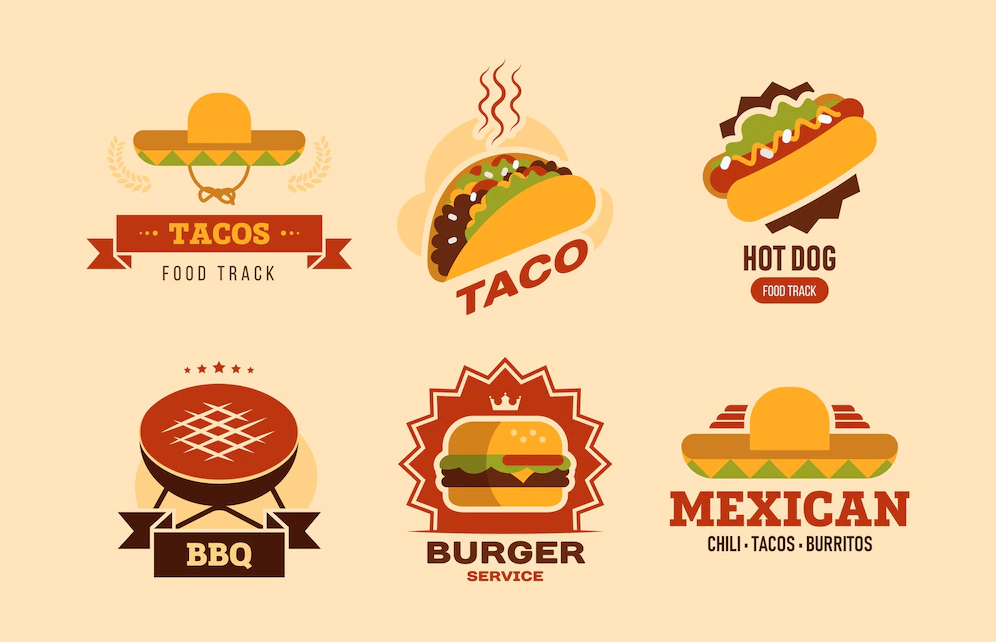 TACOS
FOOD TRACK
TACO
HOT DOG
FOOD TRACK
BBQ
BURGER
SERVICE
MEXICAN
CHILI · TACOS · BURRITOS